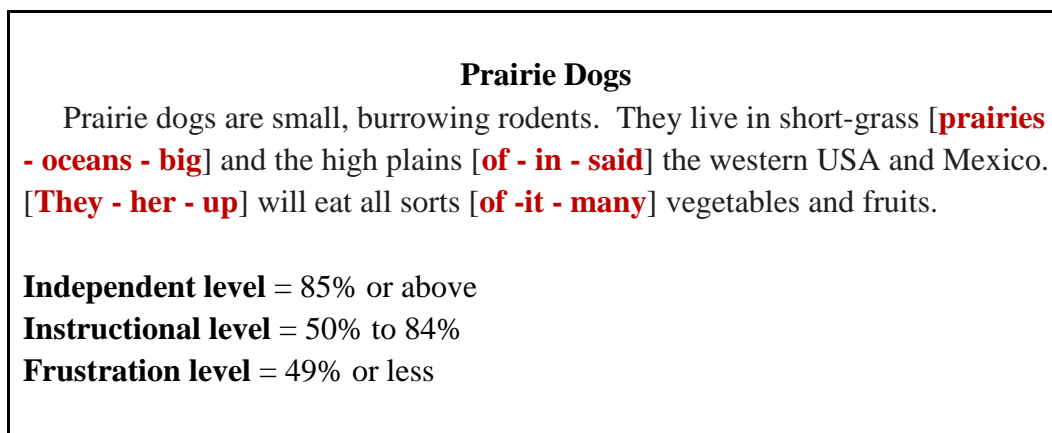 Prairie Dogs
Prairie dogs are small, burrowing rodents.  They live in short-grass [prairies
- oceans - big] and the high plains [of - in - said] the western USA and Mexico.
[They - her - up] will eat all sorts [of -it - many] vegetables and fruits.
Independent level = 85% or above
Instructional level = 50% to 84%
Frustration level = 49% or less